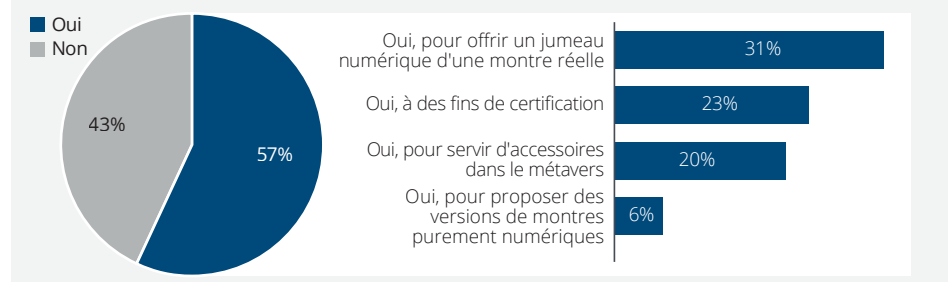 Oui
Non
43%
57%
Oui, pour offrir un jumeau
numérique d'une montre réelle
31%
Oui, à des fins de certification
23%
Oui, pour servir d'accessoires
dans le métavers
20%
Oui, pour proposer des
versions de montres
purement numériques
6%